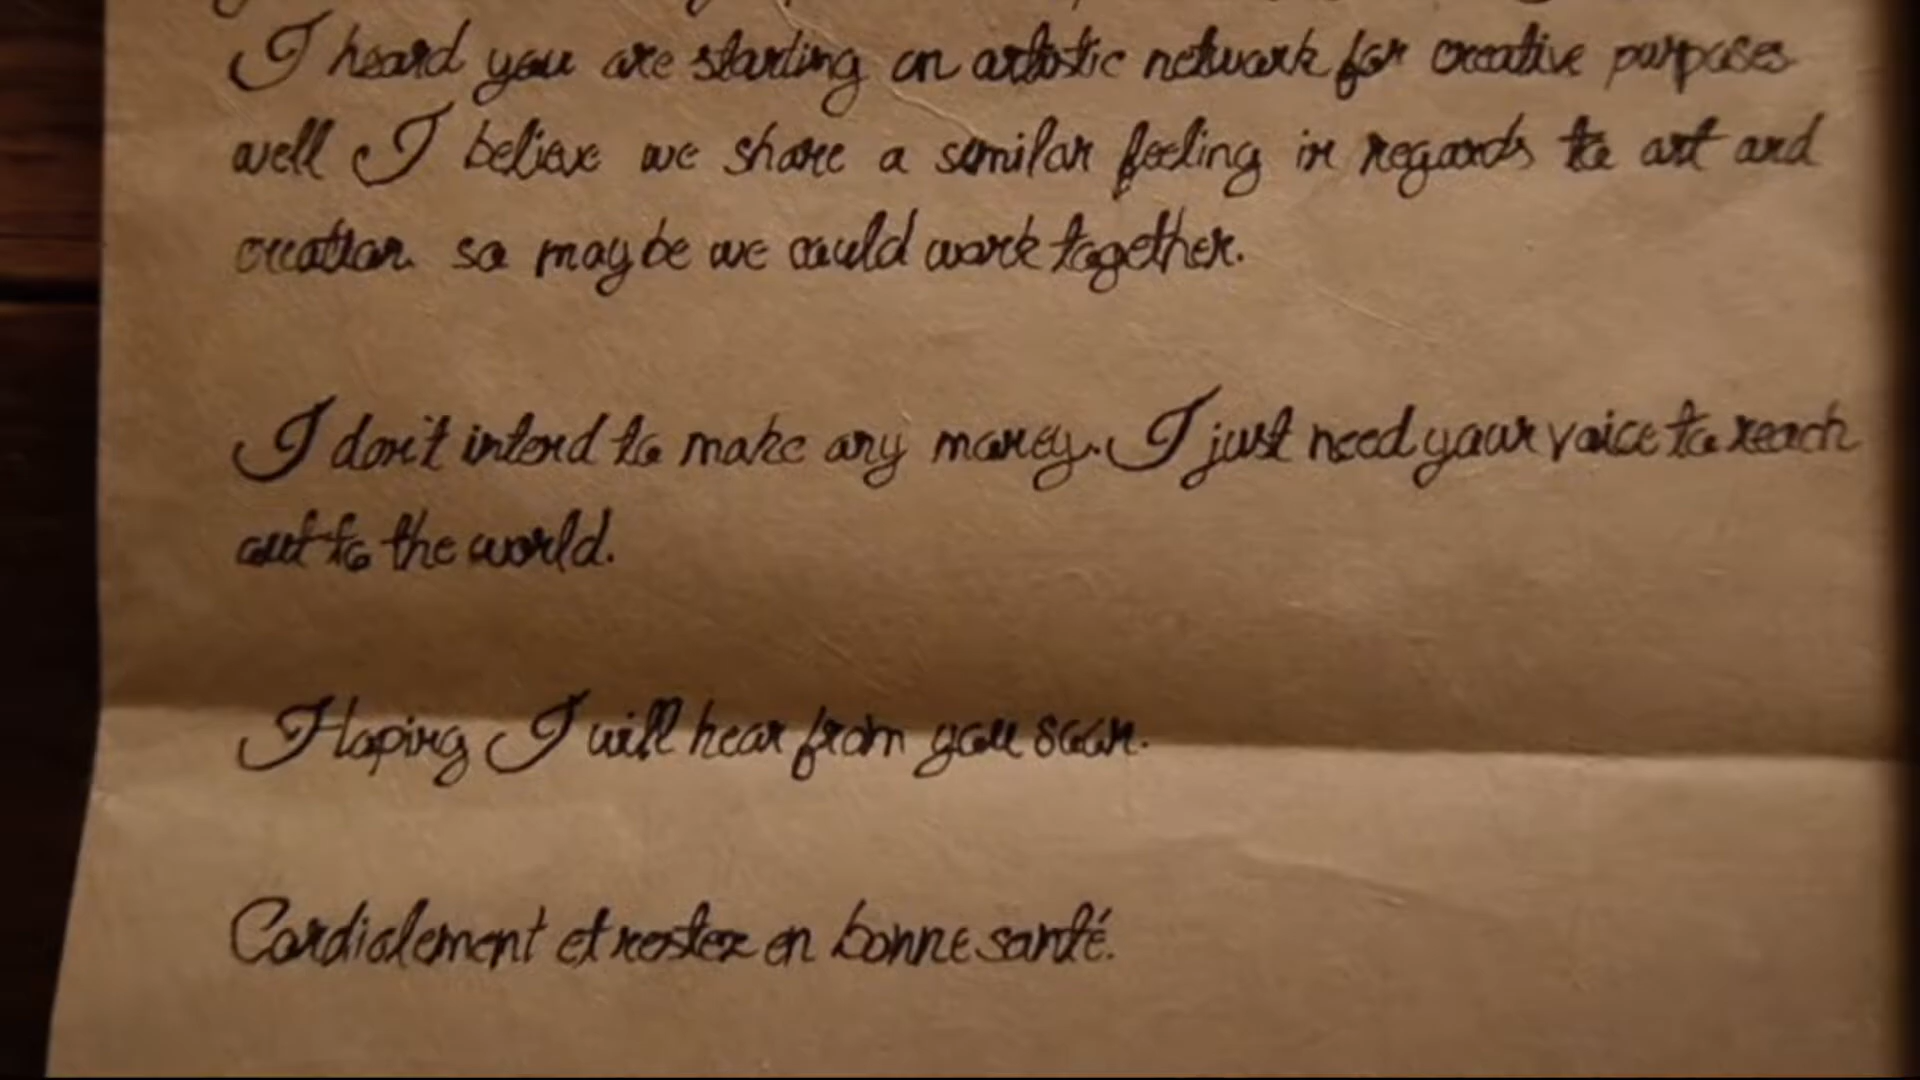 I heard you are starting an artistic network for creative purposes
well I believe we share a similar feeling in regards to art and
creation so maybe we could work together.
I don't intend to make any money. I just need your voice to reach
out to the world.
Hoping I will hear from you soon.
Cordialement et restez en bonne santé.